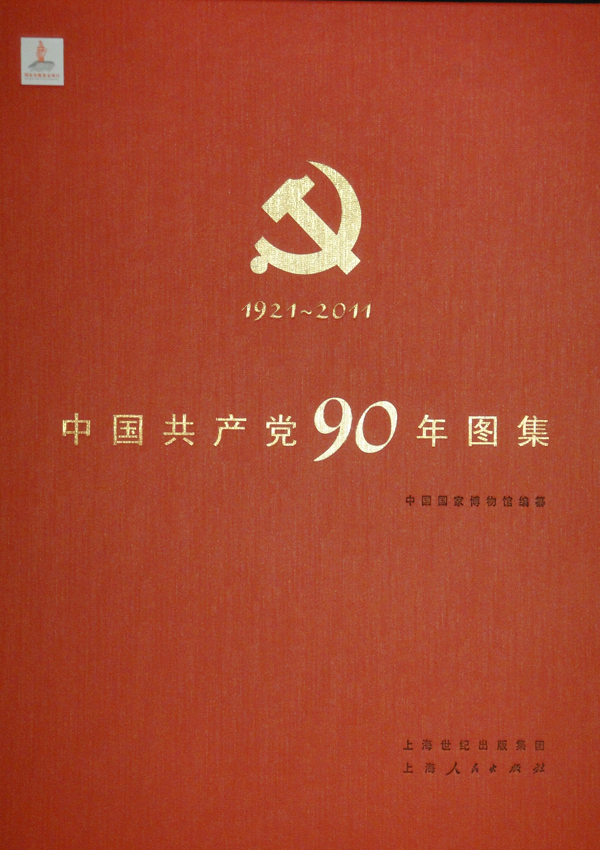 1921~2011
中国共产党90年图集
中国国家博物馆编纂
上海世纪出版集团
上海人民出版社